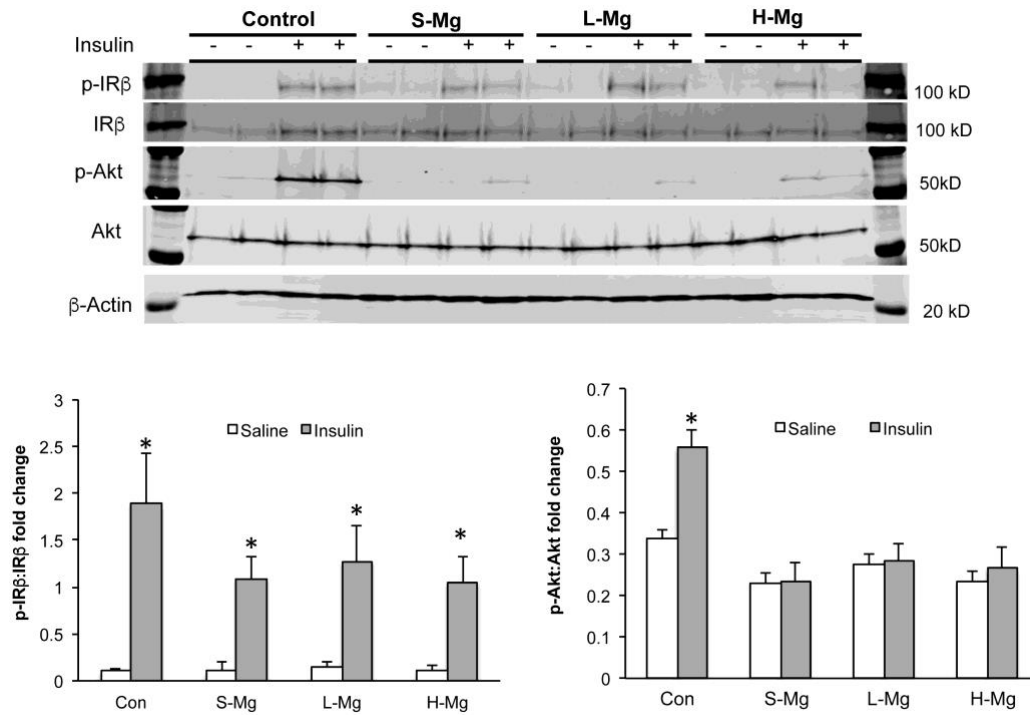 Control S-Mg L-Mg H-Mg
Insulin - - + + - - + + - - + + - - + +
p-IRβ 100 kD
IRβ 100 kD
p-Akt 50kD
Akt 50kD
β-Actin 20 kD
p-IRβ:IRβ fold change
3
2.5
2
1.5
1
0.5
0
Saline Insulin
* * * *
Con S-Mg L-Mg H-Mg
p-Akt:Akt fold change
0.7
0.6
0.5
0.4
0.3
0.2
0.1
0
*
Saline Insulin
Con S-Mg L-Mg H-Mg